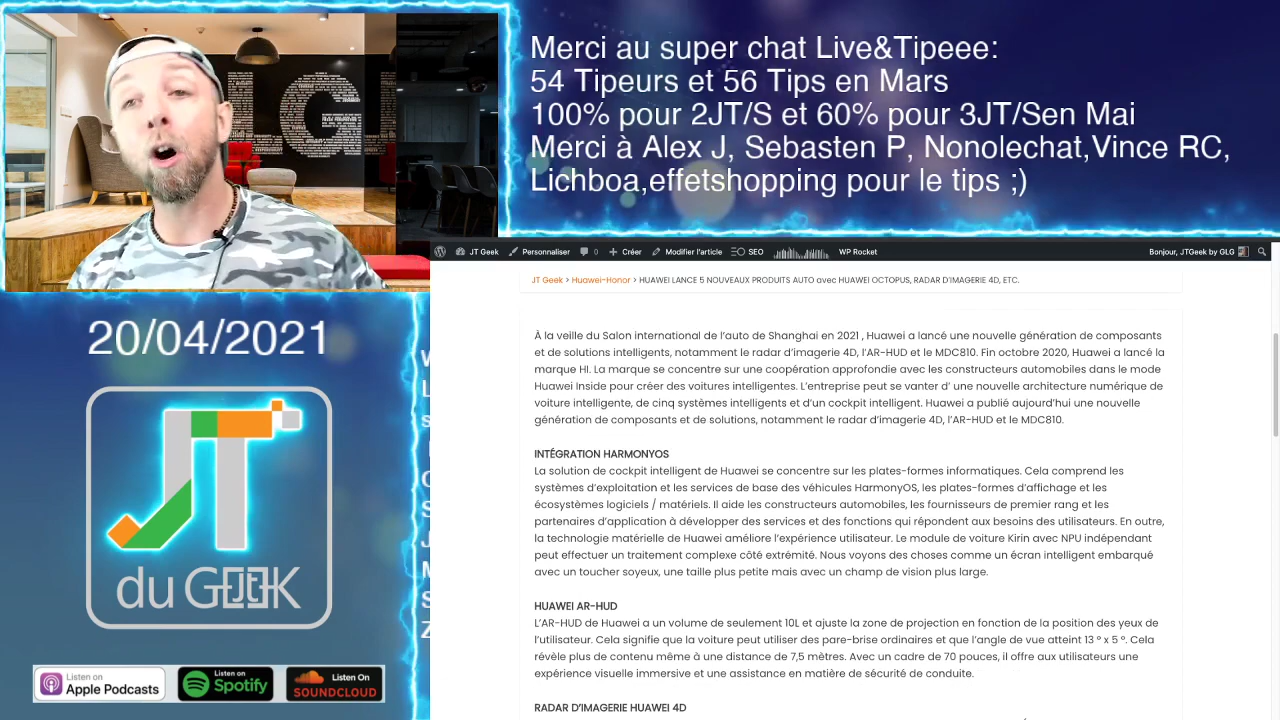 Merci au super chat Live&Tipeee:
54 Tipeurs et 56 Tips en Mars
100% pour 2JT/S et
pour 3JT/Sen Mai
Merci à Alex J, Sebasten P, Nonolechat,Vince RC,
Lichboa,effetshopping pour le tips ;)
JT Geek Personnaliser 0 Créer Modifier l'article SEO WP Rocket Bonjour, JTGeek by GLG
JT Geek > Huawei-Honor > HUAWEI LANCE 5 NOUVEAUX PRODUITS AUTO avec HUAWEI OCTOPUS, RADAR D'IMAGERIE 4D, ETC.
À la veille du Salon international de l'auto de Shanghai en 2021 , Huawei a lancé une nouvelle génération de composants
et de solutions intelligents, notamment le radar d'imagerie 4D, l'AR-HUD et le MDC810. Fin octobre 2020, Huawei a lancé la
marque HI. La marque se concentre sur une coopération approfondie avec les constructeurs automobiles dans le mode
Huawei Inside pour créer des voitures intelligentes. L'entreprise peut se vanter d' une nouvelle architecture numérique de
voiture intelligente, de cinq systèmes intelligents et d'un cockpit intelligent. Huawei a publié aujourd'hui une nouvelle
génération de composants et de solutions, notamment le radar d'imagerie 4D, l'AR-HUD et le MDC810.
INTÉGRATION HARMONYOS
La solution de cockpit intelligent de Huawei se concentre sur les plates-formes informatiques. Cela comprend les
systèmes d'exploitation et les services de base des véhicules HarmonyOS, les plates-formes d'affichage et les
écosystèmes logiciels / matériels. Il aide les constructeurs automobiles, les fournisseurs de premier rang et les
partenaires d'application à développer des services et des fonctions qui répondent aux besoins des utilisateurs. En outre,
la technologie matérielle de Huawei améliore l'expérience utilisateur. Le module de voiture Kirin avec NPU indépendant
peut effectuer un traitement complexe côté extrémité. Nous voyons des choses comme un écran intelligent embarqué
avec un toucher soyeux, une taille plus petite mais avec un champ de vision plus large.
HUAWEI AR-HUD
L'AR-HUD de Huawei a un volume de seulement 10L et ajuste la zone de projection en fonction de la position des yeux de
l'utilisateur. Cela signifie que la voiture peut utiliser des pare-brise ordinaires et que l'angle de vue atteint 13 ° x 5 °. Cela
révèle plus de contenu même à une distance de 7,5 mètres. Avec un cadre de 70 pouces, il offre aux utilisateurs une
expérience visuelle immersive et une assistance en matière de sécurité de conduite.
RADAR D'IMAGERIE HUAWEI 4D
20/04/2021
JT
du GEEK
Listen on
Apple Podcasts
Listen on
Spotify
Listen On
SOUNDCLOUD